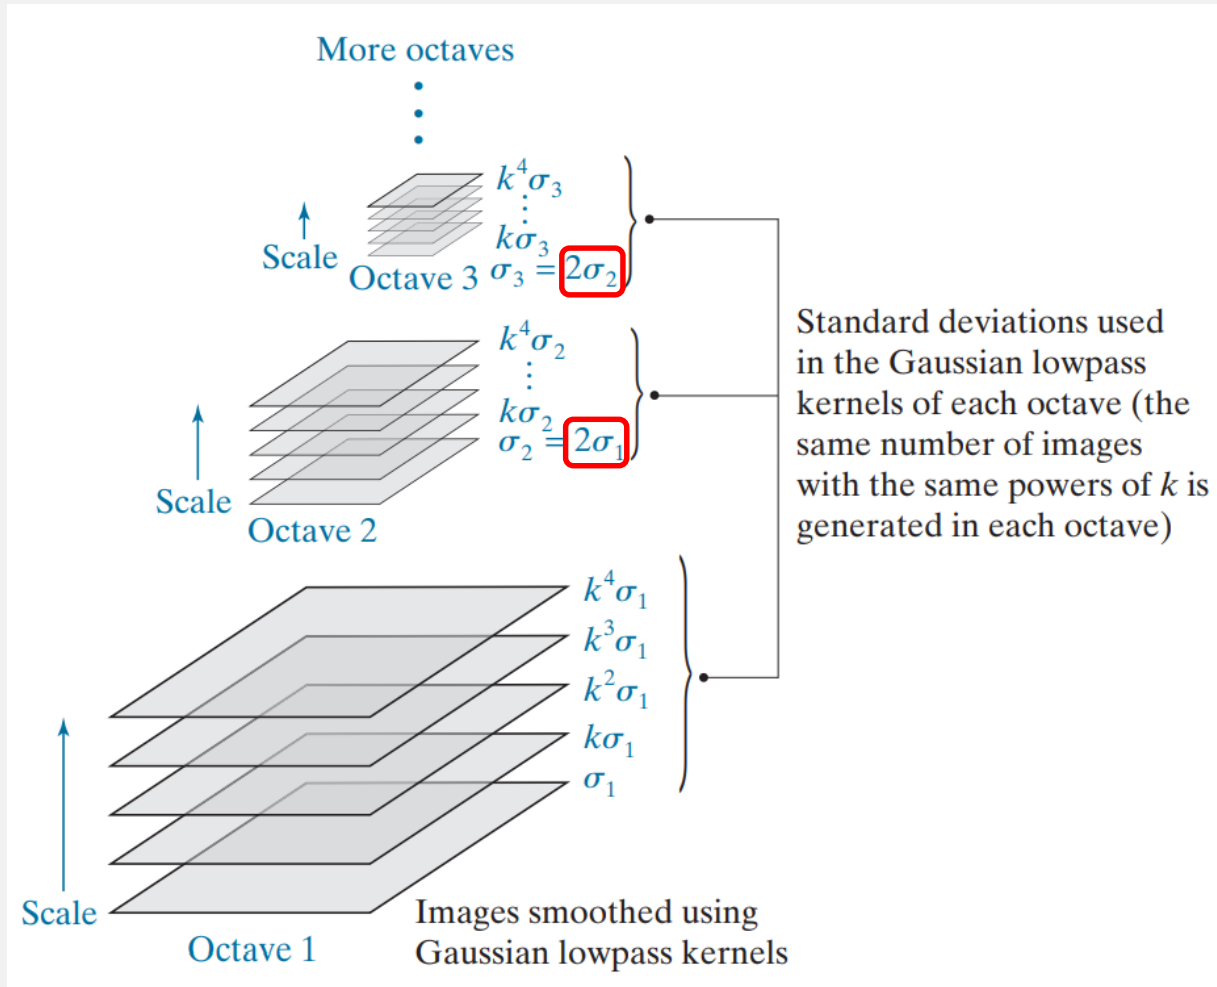 More octaves
k⁴σ₃
⋮
kσ₃
Scale
Octave 3 σ₃ = 2σ₂
k⁴σ₂
⋮
kσ₂
σ₂ = 2σ₁
Scale
Octave 2
Standard deviations used
in the Gaussian lowpass
kernels of each octave (the
same number of images
with the same powers of k is
generated in each octave)
k⁴σ₁
k³σ₁
k²σ₁
kσ₁
σ₁
Scale
Octave 1
Images smoothed using
Gaussian lowpass kernels